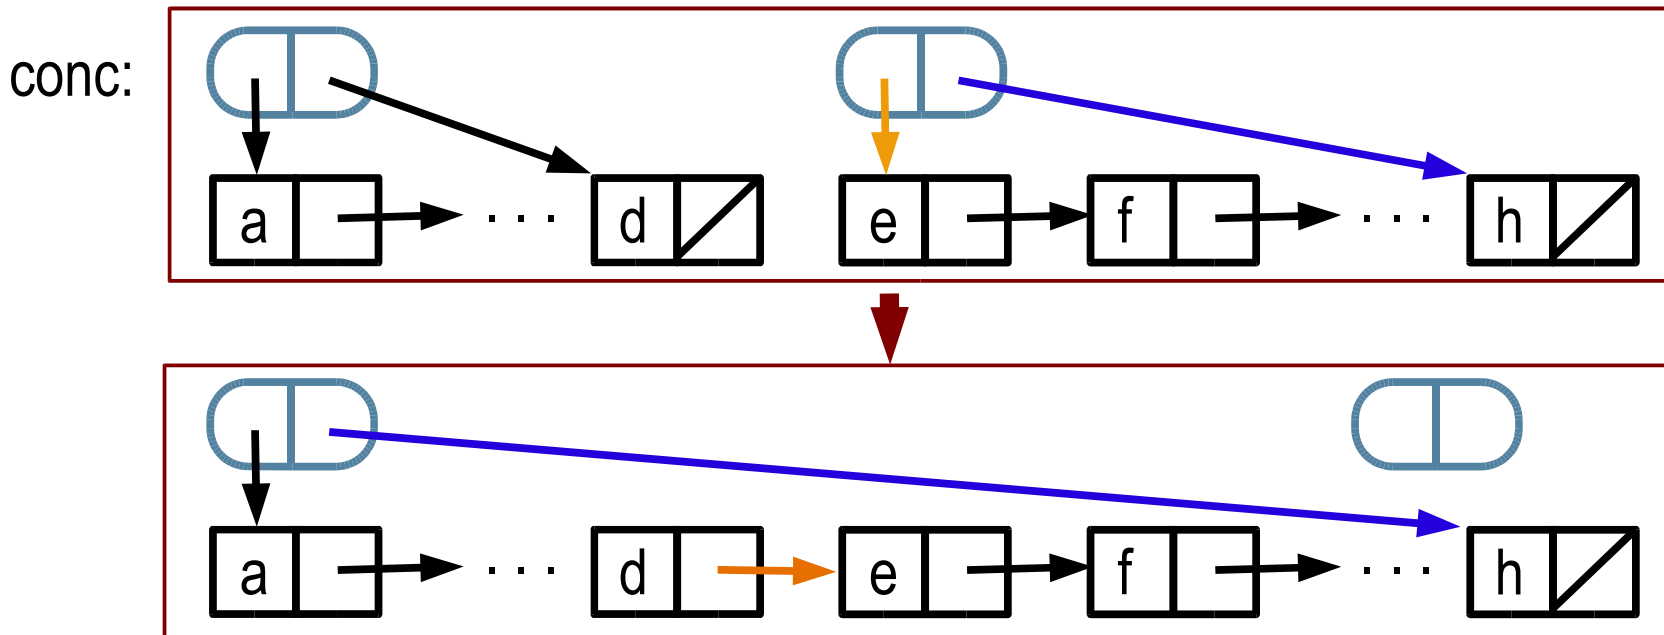 conc:
a . . . d e f . . . h
a . . . d e f . . . h